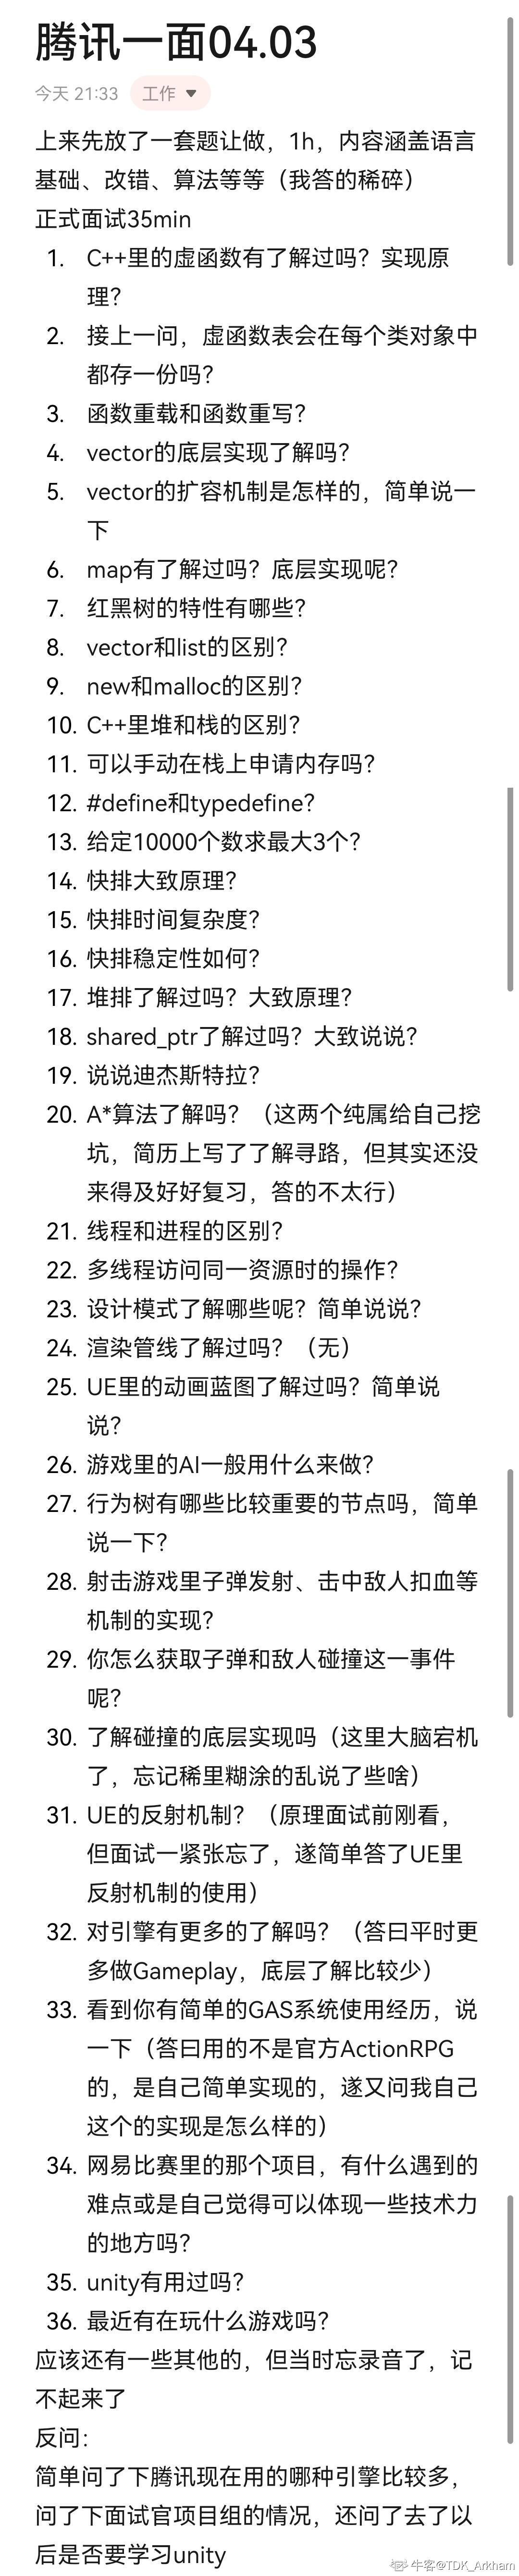 腾讯一面04.03
今天 21:33 工作
上来先放了一套题让做，1h，内容涵盖语言
基础、改错、算法等等（我答的稀碎）
正式面试35min
1. C++里的虚函数有了解过吗？实现原
理？
2. 接上一问，虚函数表会在每个类对象中
都存一份吗？
3. 函数重载和函数重写？
4. vector的底层实现了解吗？
5. vector的扩容机制是怎样的，简单说一
下
6. map有了解过吗？底层实现呢？
7. 红黑树的特性有哪些？
8. vector和list的区别？
9. new和malloc的区别？
10. C++里堆和栈的区别？
11. 可以手动在栈上申请内存吗？
12. #define和typedefine？
13. 给定10000个数求最大3个？
14. 快排大致原理？
15. 快排时间复杂度？
16. 快排稳定性如何？
17. 堆排了解过吗？大致原理？
18. shared_ptr了解过吗？大致说说？
19. 说说迪杰斯特拉？
20. A*算法了解吗？（这两个纯属给自己挖
坑，简历上写了了解寻路，但其实还没
来得及好好复习，答的不太行）
21. 线程和进程的区别？
22. 多线程访问同一资源时的操作？
23. 设计模式了解哪些呢？简单说说？
24. 渲染管线了解过吗？（无）
25. UE里的动画蓝图了解过吗？简单说
说？
26. 游戏里的AI一般用什么来做？
27. 行为树有哪些比较重要的节点吗，简单
说一下？
28. 射击游戏里子弹发射、击中敌人扣血等
机制的实现？
29. 你怎么获取子弹和敌人碰撞这一事件
呢？
30. 了解碰撞的底层实现吗（这里大脑宕机
了，忘记稀里糊涂的乱说了些啥）
31. UE的反射机制？（原理面试前刚看，
但面试一紧张忘了，遂简单答了UE里
反射机制的使用）
32. 对引擎有更多的了解吗？（答曰平时更
多做Gameplay，底层了解比较少）
33. 看到你有简单的GAS系统使用经历，说
一下（答曰用的不是官方ActionRPG
的，是自己简单实现的，遂又问我自己
这个的实现是怎么样的）
34. 网易比赛里的那个项目，有什么遇到的
难点或是自己觉得可以体现一些技术力
的地方吗？
35. unity有用过吗？
36. 最近有在玩什么游戏吗？
应该还有一些其他的，但当时忘录音了，记
不起来了
反问：
简单问了下腾讯现在用的哪种引擎比较多，
问了下面试官项目组的情况，还问了去了以
后是否要学习unity
牛客@TDK_Arkham